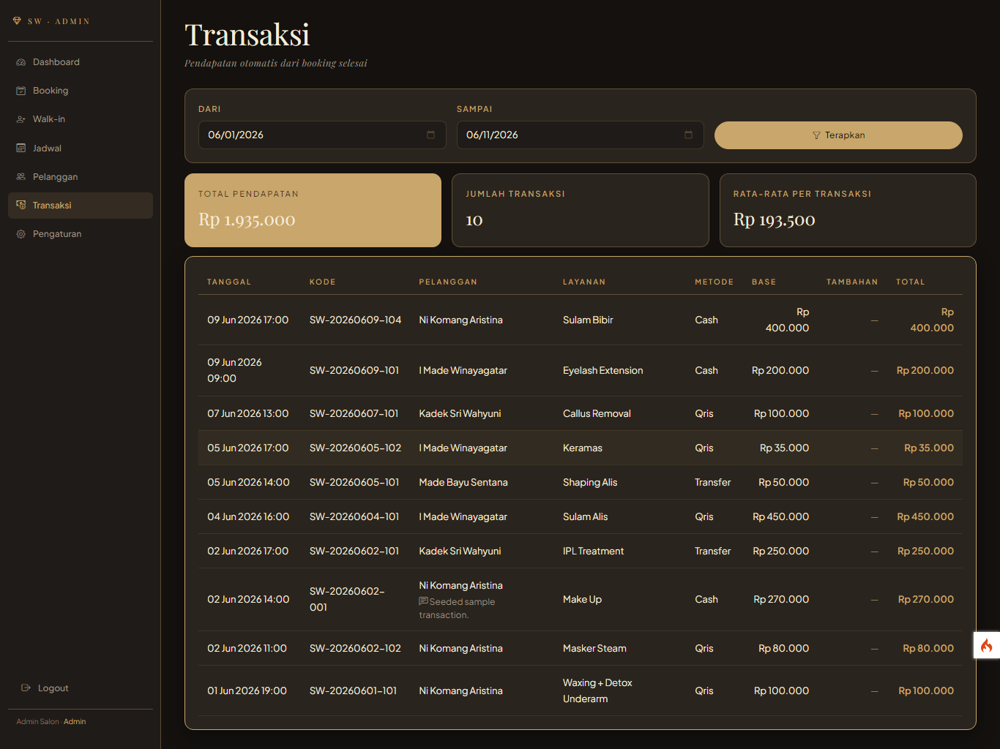 SW · ADMIN
Dashboard
Booking
Walk-in
Jadwal
Pelanggan
Transaksi
Pengaturan
Logout
Admin Salon · Admin
Transaksi
Pendapatan otomatis dari booking selesai
DARI
SAMPAI
06/01/2026
06/11/2026
Terapkan
TOTAL PENDAPATAN
Rp 1.935.000
JUMLAH TRANSAKSI
10
RATA-RATA PER TRANSAKSI
Rp 193.500
TANGGAL KODE PELANGGAN LAYANAN METODE BASE TAMBAHAN TOTAL
09 Jun 2026 17:00 SW-20260609-104 Ni Komang Aristina Sulam Bibir Cash Rp 400.000 — Rp 400.000
09 Jun 2026 09:00 SW-20260609-101 I Made Winayagatar Eyelash Extension Cash Rp 200.000 — Rp 200.000
07 Jun 2026 13:00 SW-20260607-101 Kadek Sri Wahyuni Callus Removal Qris Rp 100.000 — Rp 100.000
05 Jun 2026 17:00 SW-20260605-102 I Made Winayagatar Keramas Qris Rp 35.000 — Rp 35.000
05 Jun 2026 14:00 SW-20260605-101 Made Bayu Sentana Shaping Alis Transfer Rp 50.000 — Rp 50.000
04 Jun 2026 16:00 SW-20260604-101 I Made Winayagatar Sulam Alis Qris Rp 450.000 — Rp 450.000
02 Jun 2026 17:00 SW-20260602-101 Kadek Sri Wahyuni IPL Treatment Transfer Rp 250.000 — Rp 250.000
02 Jun 2026 14:00 SW-20260602-001 Ni Komang Aristina Seeded sample transaction. Make Up Cash Rp 270.000 — Rp 270.000
02 Jun 2026 11:00 SW-20260602-102 Ni Komang Aristina Masker Steam Qris Rp 80.000 — Rp 80.000
01 Jun 2026 19:00 SW-20260601-101 Ni Komang Aristina Waxing + Detox Underarm Qris Rp 100.000 — Rp 100.000